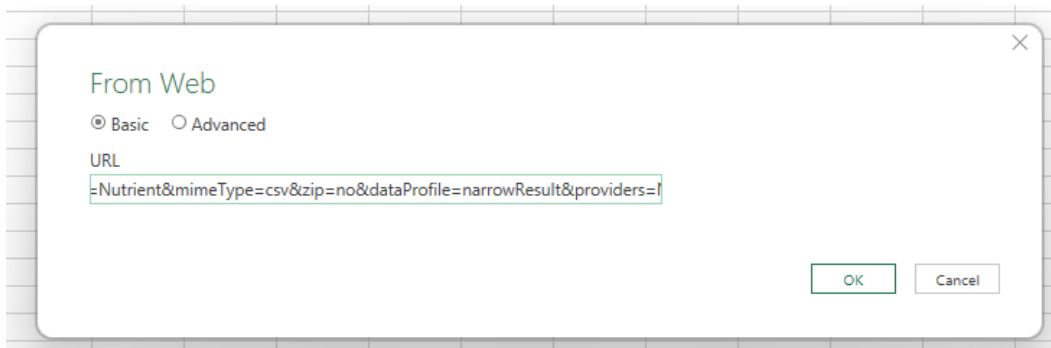 From Web
Basic Advanced
URL
=Nutrient&mimeType=csv&zip=no&dataProfile=narrowResult&providers=
OK Cancel